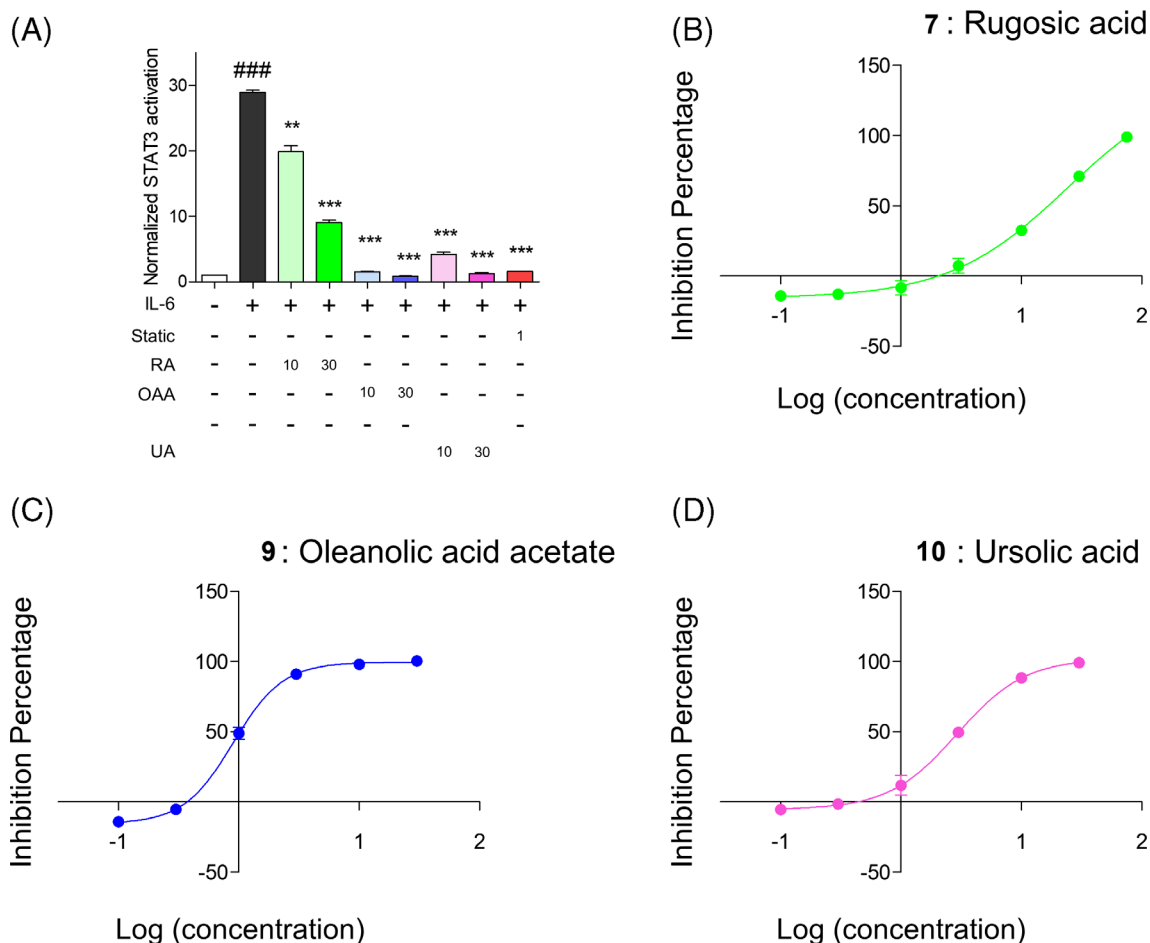 (A)
Normalized STAT3 activation
30
20
10
0
###
**
***
***
***
***
***
***
IL-6 - + + + + + + + +
Static - - - - - - - - 1
RA - - 10 30 - - - - -
OAA - - - - 10 30 - - -
- - - - - - - - -
UA 10 30
(B)
7 : Rugosic acid
Inhibition Percentage
150
100
50
-50
-1 1 2
Log (concentration)
(C)
9 : Oleanolic acid acetate
Inhibition Percentage
150
100
50
-50
-1 1 2
Log (concentration)
(D)
10 : Ursolic acid
Inhibition Percentage
150
100
50
-50
-1 1 2
Log (concentration)